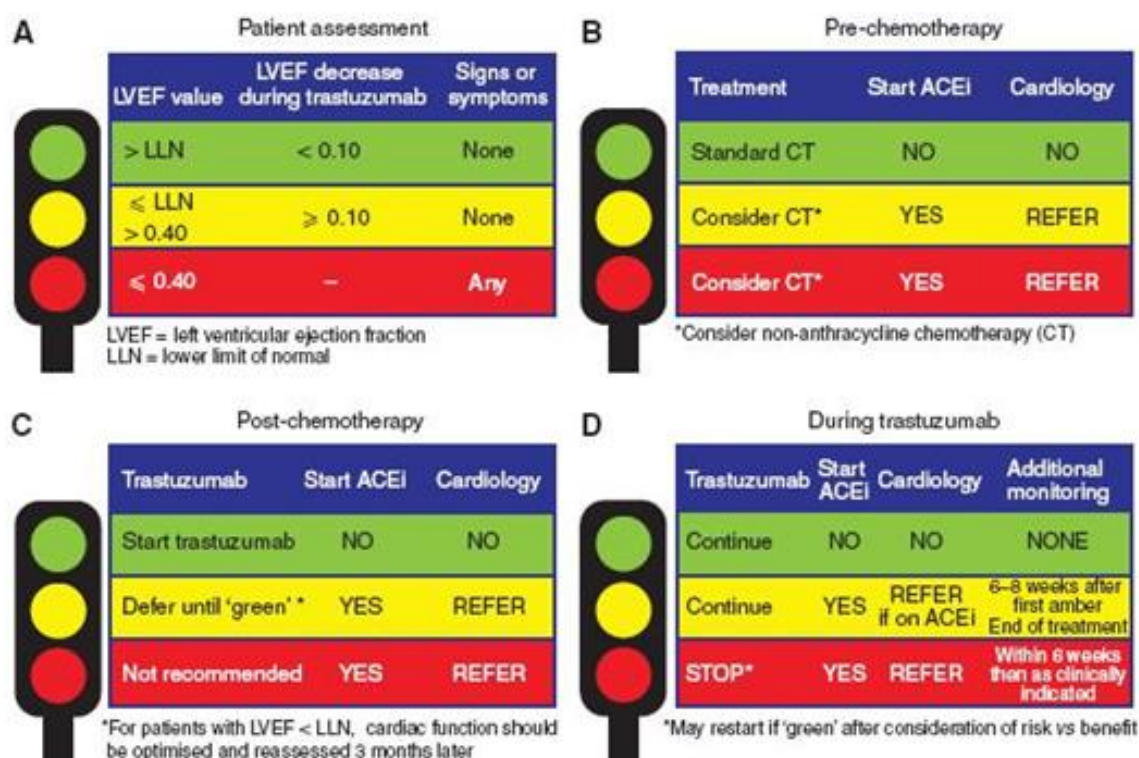 A
Patient assessment
LVEF value
LVEF decrease
during trastuzumab
Signs or
symptoms
> LLN
< 0.10
None
⩽ LLN
> 0.40
⩾ 0.10
None
⩽ 0.40
–
Any
LVEF = left ventricular ejection fraction
LLN = lower limit of normal
B
Pre-chemotherapy
Treatment
Start ACEi
Cardiology
Standard CT
NO
NO
Consider CT*
YES
REFER
Consider CT*
YES
REFER
*Consider non-anthracycline chemotherapy (CT)
C
Post-chemotherapy
Trastuzumab
Start ACEi
Cardiology
Start trastuzumab
NO
NO
Defer until ‘green’ *
YES
REFER
Not recommended
YES
REFER
*For patients with LVEF < LLN, cardiac function should
be optimised and reassessed 3 months later
D
During trastuzumab
Trastuzumab
Start
ACEi
Cardiology
Additional
monitoring
Continue
NO
NO
NONE
Continue
YES
REFER
if on ACEi
6–8 weeks after
first amber
End of treatment
STOP*
YES
REFER
Within 6 weeks
then as clinically
indicated
*May restart if ‘green’ after consideration of risk vs benefit